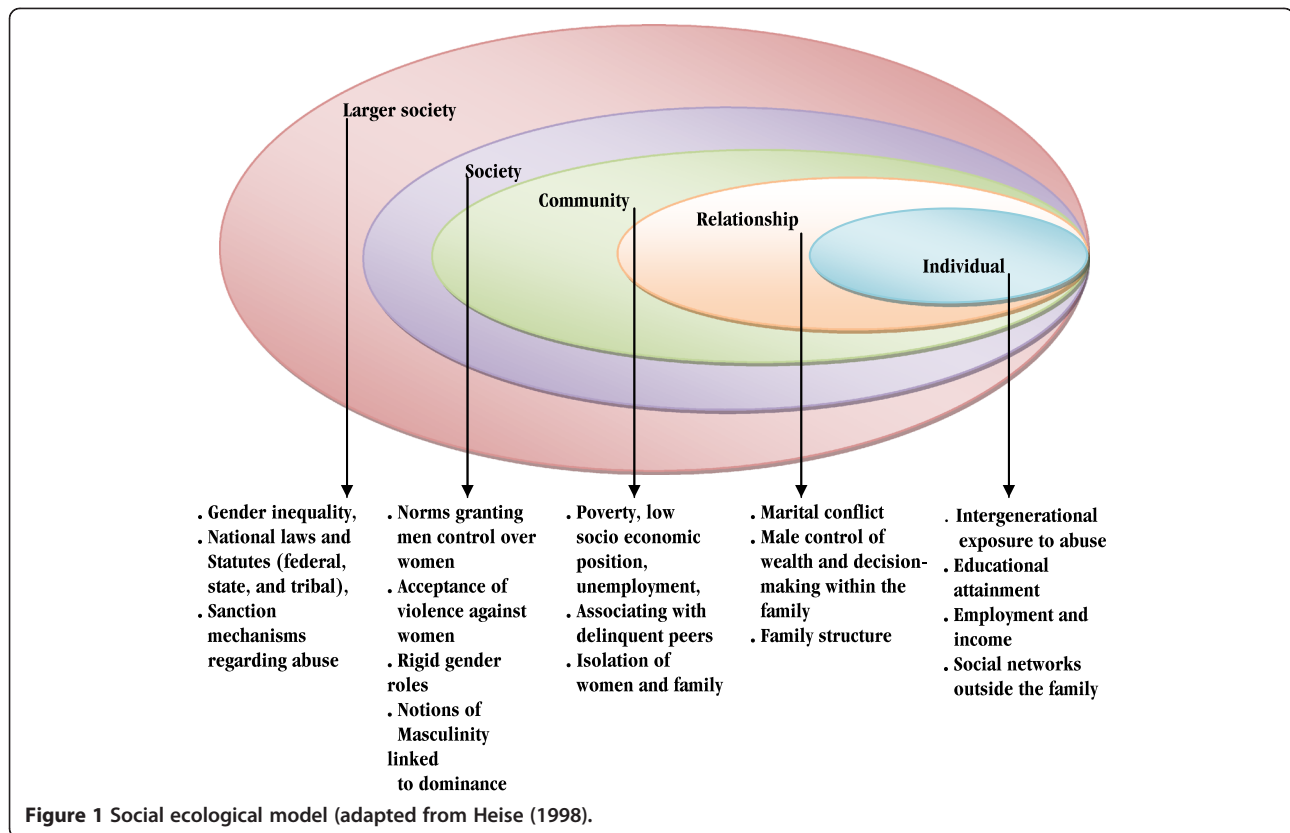 Larger society
Society
Community
Relationship
Individual
. Gender inequality,
. National laws and
Statutes (federal,
state, and tribal),
. Sanction
mechanisms
regarding abuse
. Norms granting
men control over
women
. Acceptance of
violence against
women
. Rigid gender
roles
. Notions of
Masculinity
linked
to dominance
. Poverty, low
socio economic
position,
unemployment,
. Associating with
delinquent peers
. Isolation of
women and family
. Marital conflict
. Male control of
wealth and decision-
making within the
family
. Family structure
. Intergenerational
exposure to abuse
. Educational
attainment
. Employment and
income
. Social networks
outside the family
Figure 1 Social ecological model (adapted from Heise (1998).